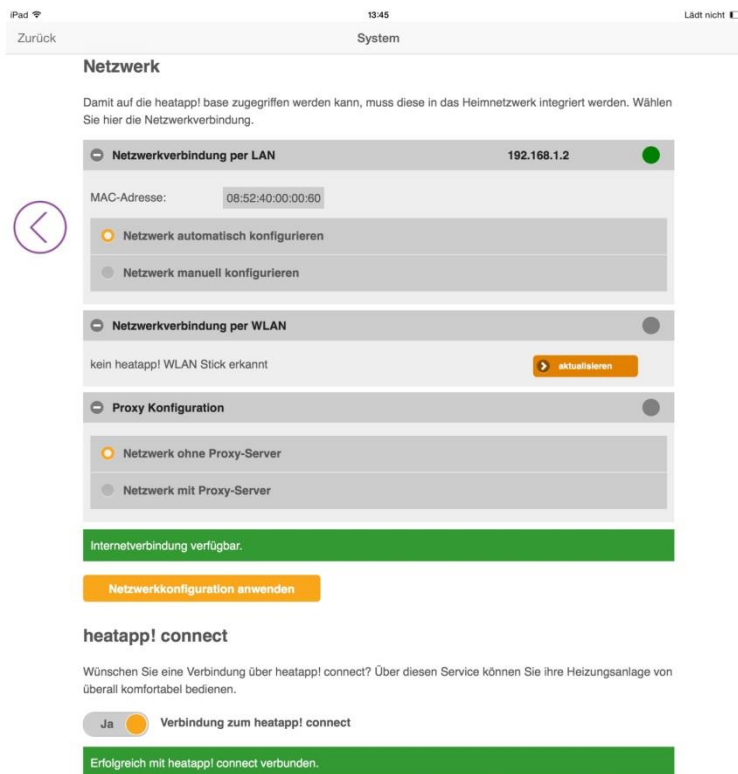 iPad 13:45 Lädt nicht
Zurück System
Netzwerk
Damit auf die heatapp! base zugegriffen werden kann, muss diese in das Heimnetzwerk integriert werden. Wählen
Sie hier die Netzwerkverbindung.
Netzwerkverbindung per LAN 192.168.1.2
MAC-Adresse: 08:52:40:00:00:60
Netzwerk automatisch konfigurieren
Netzwerk manuell konfigurieren
Netzwerkverbindung per WLAN
kein heatapp! WLAN Stick erkannt aktualisieren
Proxy Konfiguration
Netzwerk ohne Proxy-Server
Netzwerk mit Proxy-Server
Internetverbindung verfügbar.
Netzwerkkonfiguration anwenden
heatapp! connect
Wünschen Sie eine Verbindung über heatapp! connect? Über diesen Service können Sie ihre Heizungsanlage von
überall komfortabel bedienen.
Ja Verbindung zum heatapp! connect
Erfolgreich mit heatapp! connect verbunden.